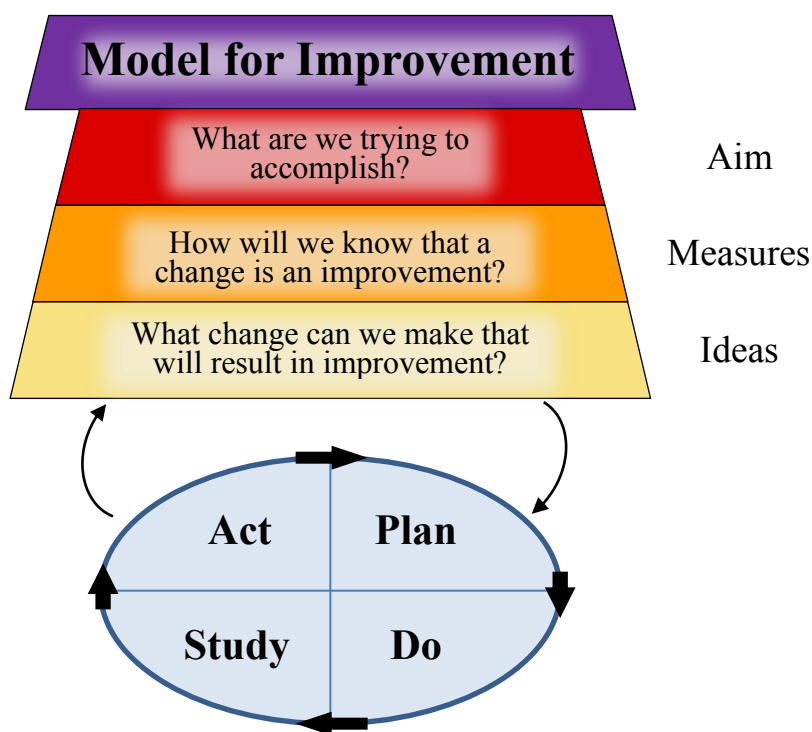 Model for Improvement
What are we trying to
accomplish?
Aim
How will we know that a
change is an improvement?
Measures
What change can we make that
will result in improvement?
Ideas
Act
Plan
Study
Do